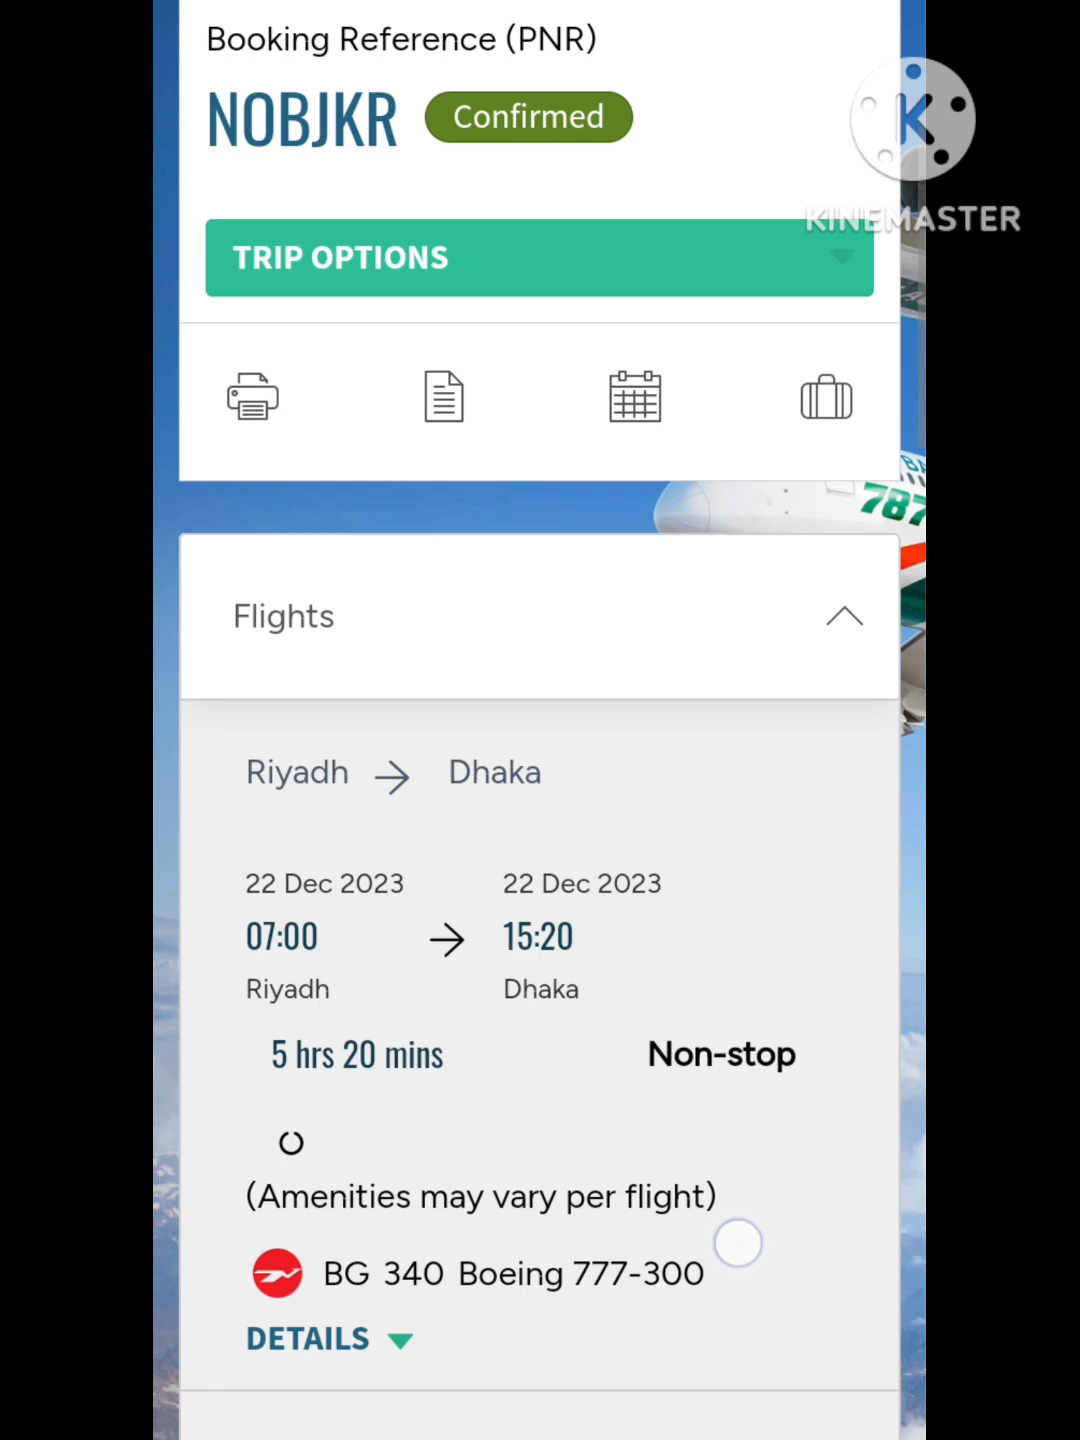 Booking Reference (PNR)
NOBJKR Confirmed
K
KINEMASTER
TRIP OPTIONS
787
Flights
Riyadh → Dhaka
22 Dec 2023 22 Dec 2023
07:00 → 15:20
Riyadh Dhaka
5 hrs 20 mins Non-stop
(Amenities may vary per flight)
BG 340 Boeing 777-300
DETAILS